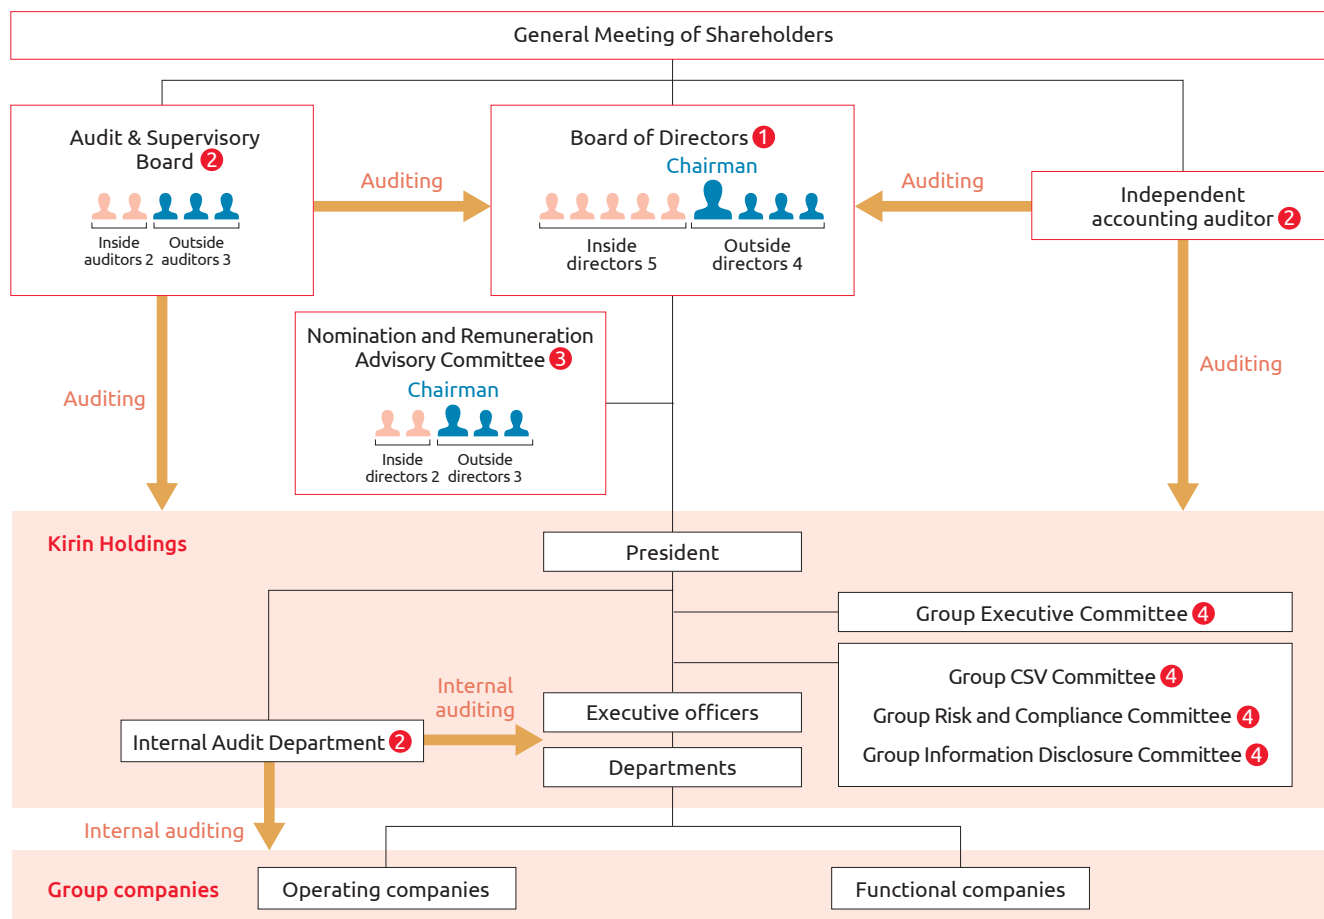 General Meeting of Shareholders
Audit & Supervisory
Board 2
Inside
auditors 2
Outside
auditors 3
Auditing
Board of Directors 1
Chairman
Inside
directors 5
Outside
directors 4
Auditing
Independent
accounting auditor 2
Nomination and Remuneration
Advisory Committee 3
Chairman
Inside
directors 2
Outside
directors 3
Auditing
Auditing
Kirin Holdings
President
Group Executive Committee 4
Group CSV Committee 4
Group Risk and Compliance Committee 4
Group Information Disclosure Committee 4
Internal
auditing
Executive officers
Internal Audit Department 2
Departments
Internal auditing
Group companies
Operating companies
Functional companies